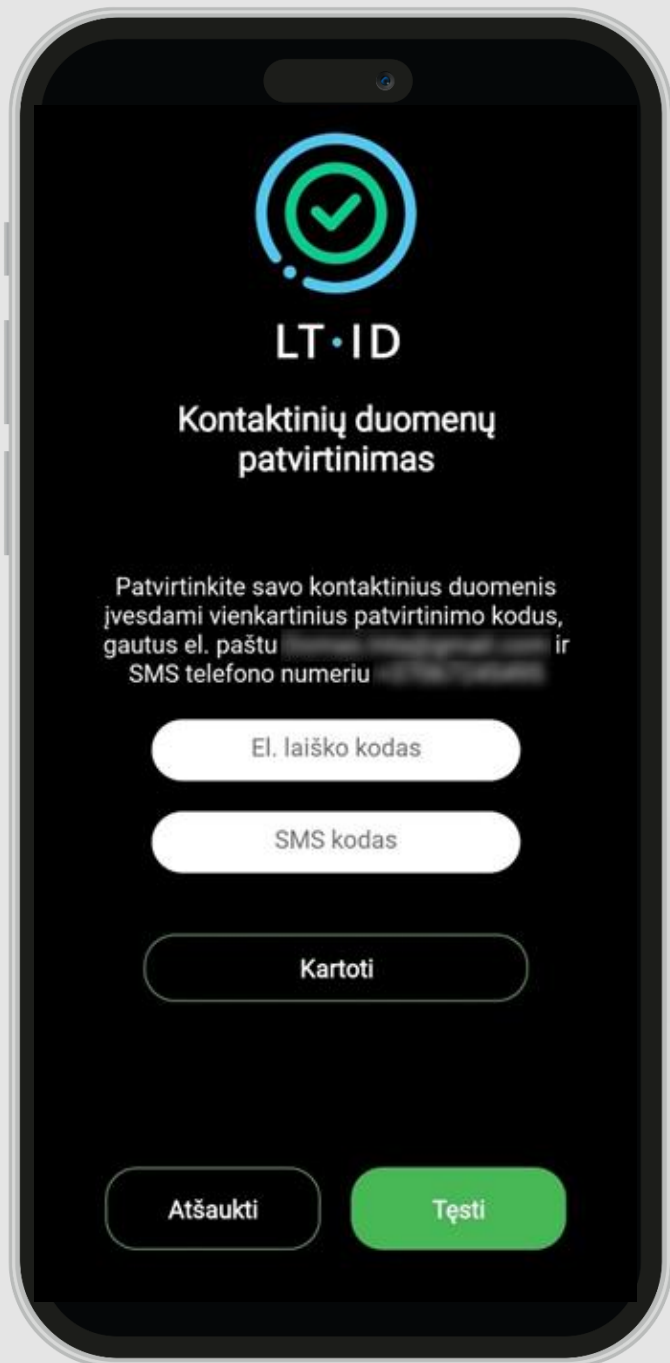 LT·ID
Kontaktinių duomenų
patvirtinimas
Patvirtinkite savo kontaktinius duomenis
įvesdami vienkartinius patvirtinimo kodus,
gautus el. paštu ir
SMS telefono numeriu
El. laiško kodas
SMS kodas
Kartoti
Atšaukti
Tęsti